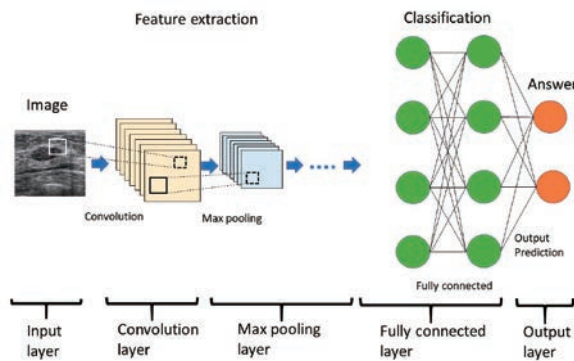 Feature extraction
Classification
Image
Answer
Convolution
Max pooling
Output
Prediction
Fully connected
Input
layer
Convolution
layer
Max pooling
layer
Fully connected
layer
Output
layer